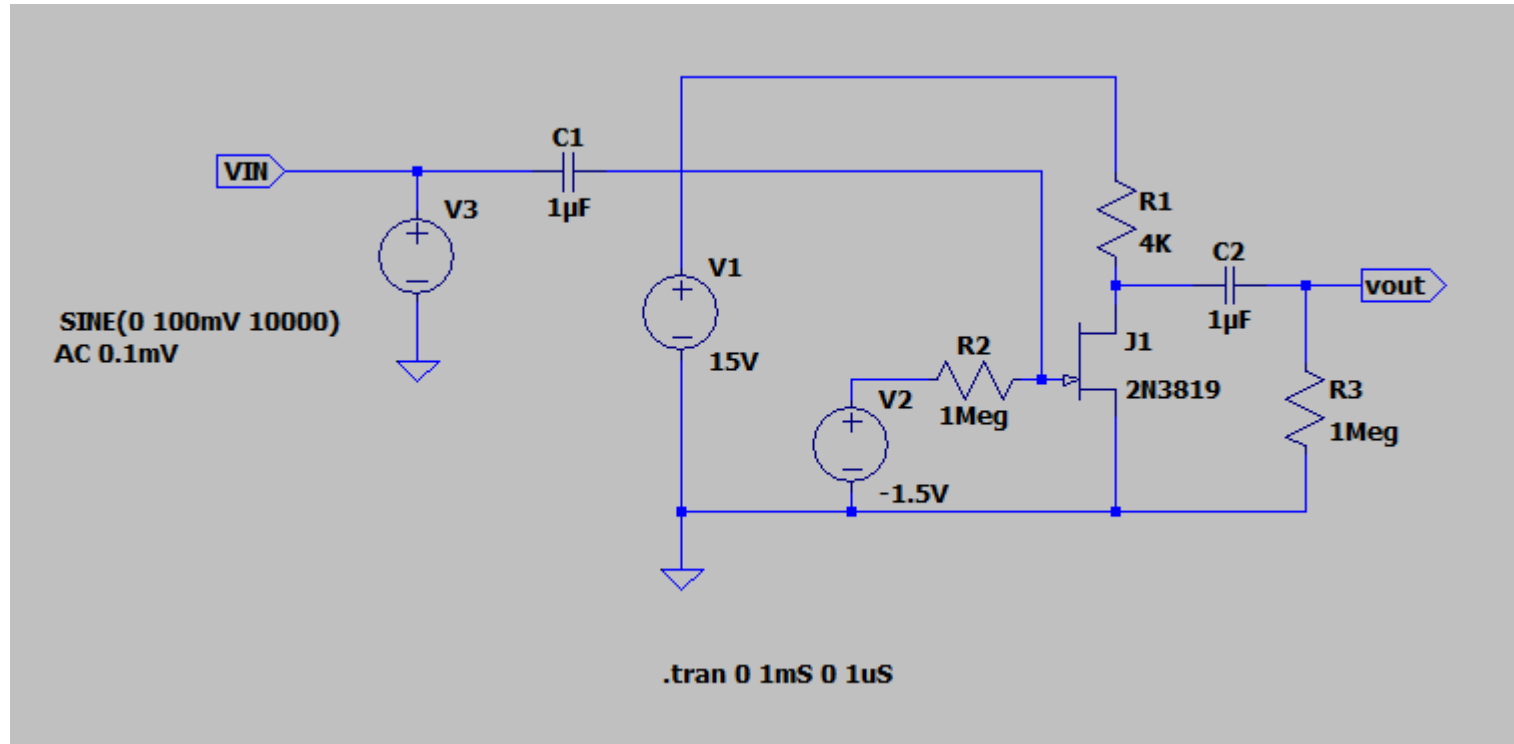 C1
VIN
1µF
V3
R1
4K
C2
V1
vout
1µF
SINE(0 100mV 10000)
AC 0.1mV
R2
J1
15V
V2
1Meg
2N3819
R3
1Meg
-1.5V
.tran 0 1mS 0 1uS